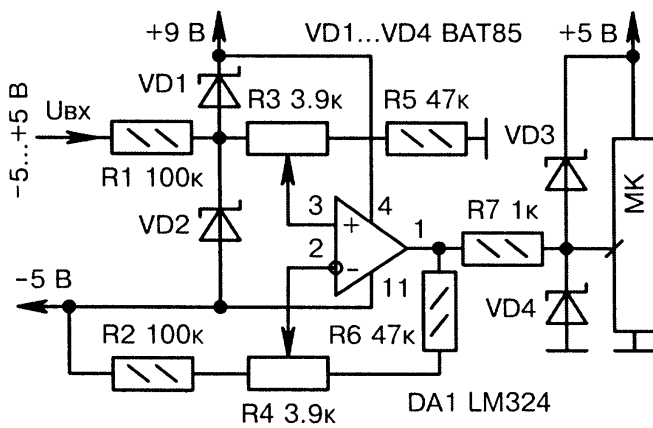 +9 В
VD1...VD4 BAT85
+5 В
VD1
R3 3.9к
R5 47к
Uвх
−5...+5 В
VD3
R1 100к
МК
VD2
3
4
+
1
R7 1к
2
−
11
−5 В
VD4
R2 100к
R6 47к
R4 3.9к
DA1 LM324